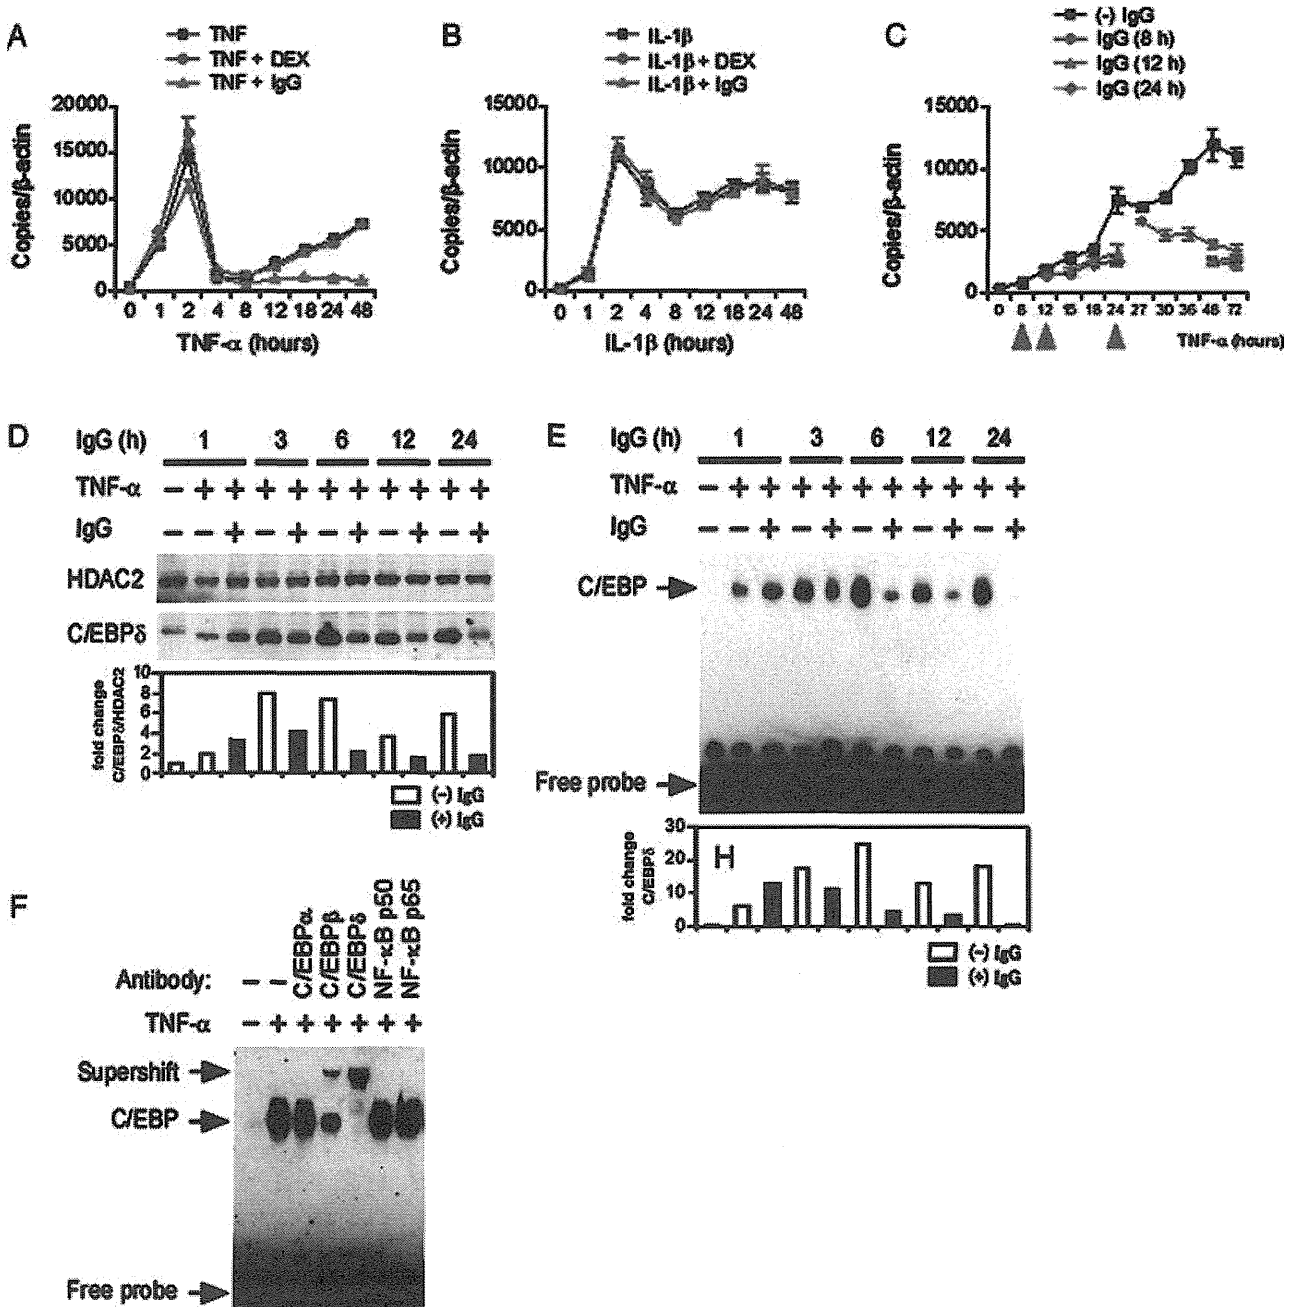 A
TNF
TNF + DEX
TNF + IgG
Copies/β-actin
20000
15000
10000
5000
0
0 1 2 4 8 12 18 24 48
TNF-α (hours)
B
IL-1β
IL-1β + DEX
IL-1β + IgG
Copies/β-actin
15000
10000
5000
0
0 1 2 4 8 12 18 24 48
IL-1β (hours)
C
(-) IgG
IgG (8 h)
IgG (12 h)
IgG (24 h)
Copies/β-actin
15000
10000
5000
0
0 8 12 15 18 24 27 30 36 48 72
TNF-α (hours)
D
IgG (h) 1 3 6 12 24
TNF-α − + + + + + + + + + +
IgG − − + − + − + − + − +
HDAC2
C/EBPδ
fold change
C/EBPδ/HDAC2
10
8
6
4
2
0
(−) IgG
(+) IgG
E
IgG (h) 1 3 6 12 24
TNF-α − + + + + + + + + + +
IgG − − + − + − + − + − +
C/EBP
Free probe
fold change
C/EBPδ
30
20
10
0
H
(−) IgG
(+) IgG
F
Antibody: − − C/EBPα C/EBPβ C/EBPδ NF-κB p50 NF-κB p65
TNF-α − + + + + + +
Supershift
C/EBP
Free probe